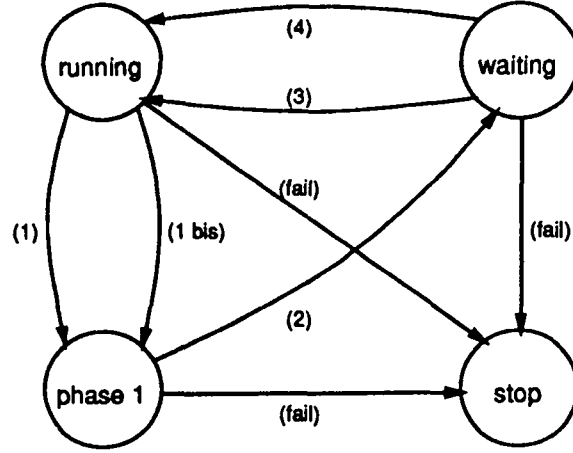 (4)
running
waiting
(3)
(fail)
(1)
(1 bis)
(fail)
(2)
phase 1
stop
(fail)